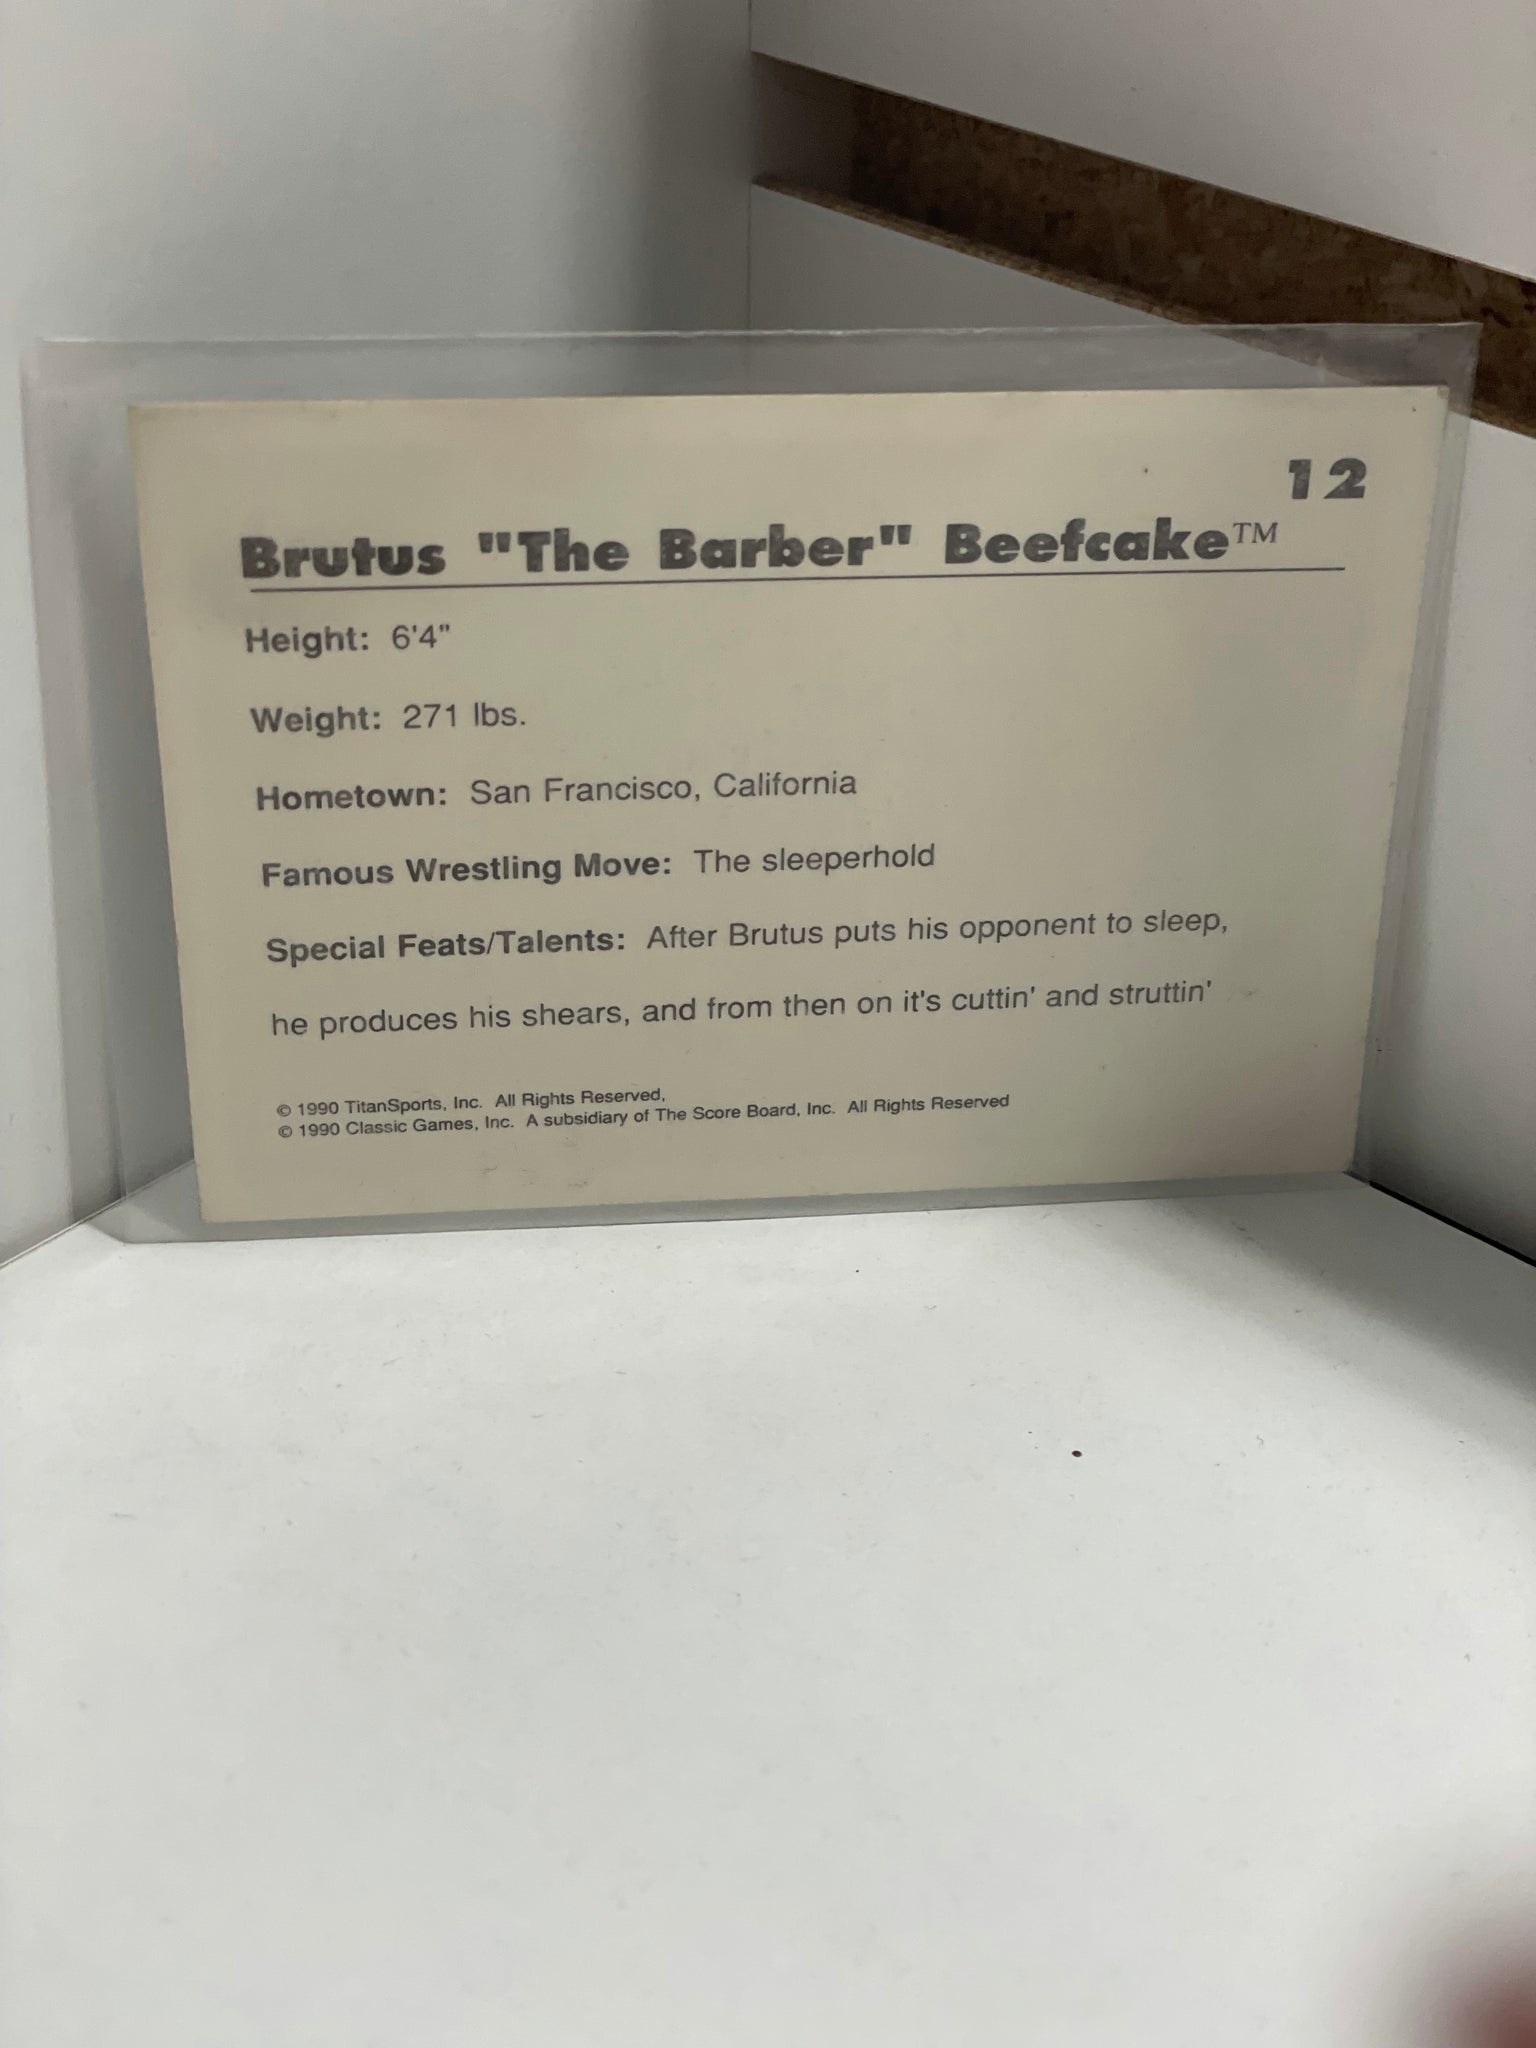 12
Brutus "The Barber" Beefcake™
Height: 6'4"
Weight: 271 lbs.
Hometown: San Francisco, California
Famous Wrestling Move: The sleeperhold
Special Feats/Talents: After Brutus puts his opponent to sleep,
he produces his shears, and from then on it's cuttin' and struttin'
© 1990 TitanSports, Inc. All Rights Reserved,
© 1990 Classic Games, Inc. A subsidiary of The Score Board, Inc. All Rights Reserved